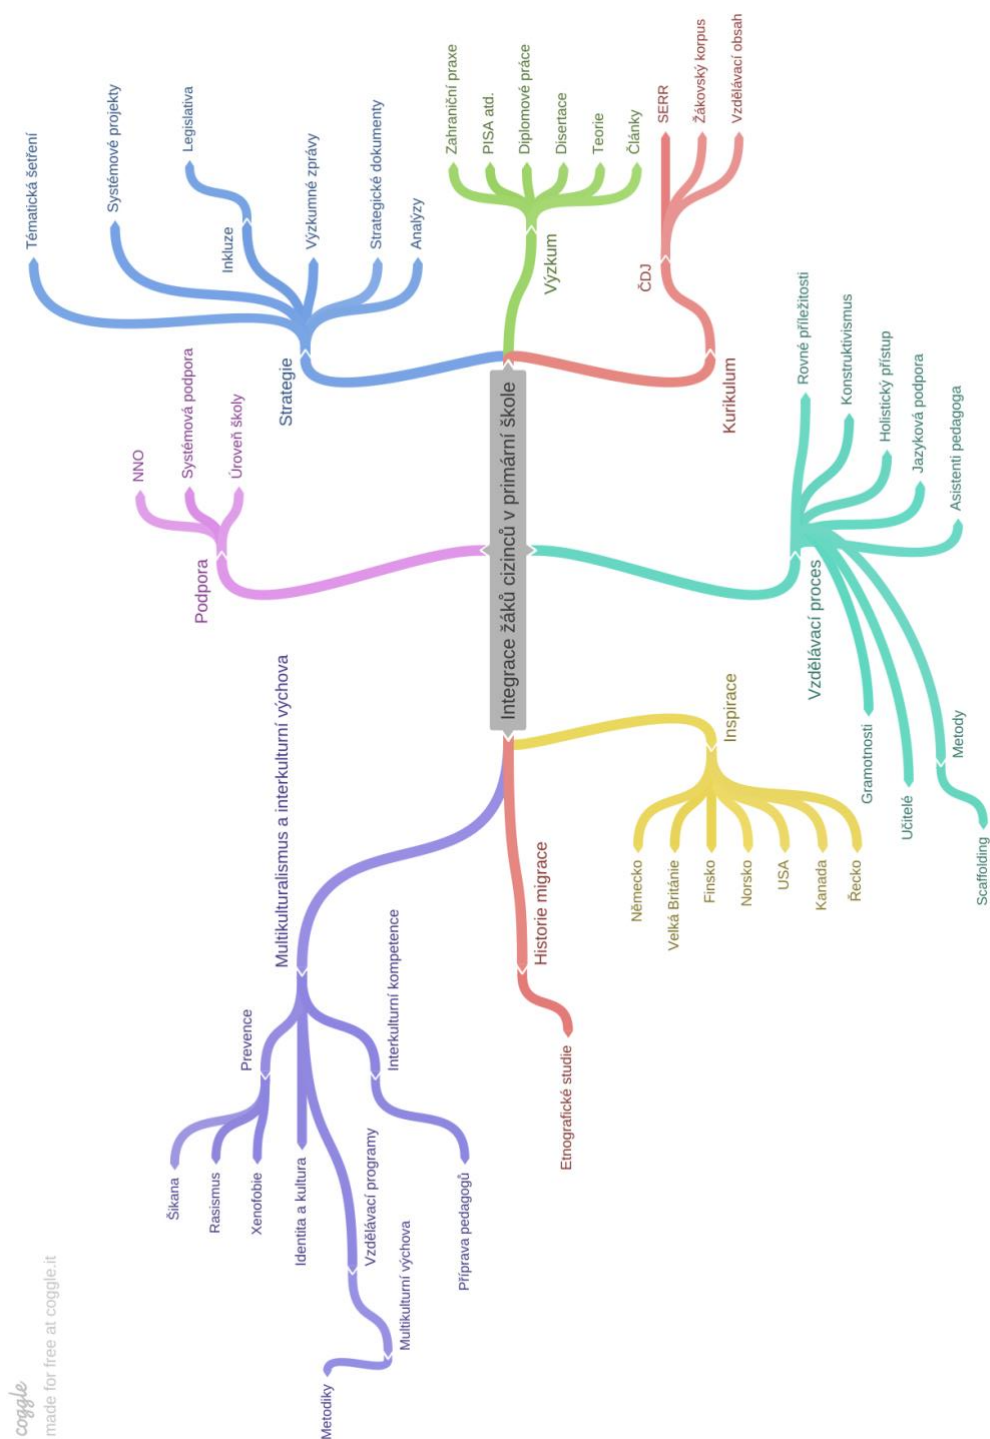 Integrace žáků cizinců v primární škole
Multikulturalismus a interkulturní výchova
Prevence
Šikana
Rasismus
Xenofobie
Identita a kultura
Vzdělávací programy
Multikulturní výchova
Metodiky
Interkulturní kompetence
Příprava pedagogů
Historie migrace
Etnografické studie
Inspirace
Německo
Velká Británie
Finsko
Norsko
USA
Kanada
Řecko
Podpora
NNO
Systémová podpora
Úroveň školy
Strategie
Tématická šetření
Systémové projekty
Inkluze
Legislativa
Výzkumné zprávy
Strategické dokumenty
Analýzy
Výzkum
Zahraniční praxe
PISA atd.
Diplomové práce
Disertace
Teorie
Články
Kurikulum
ČDJ
SERR
Žákovský korpus
Vzdělávací obsah
Vzdělávací proces
Rovné příležitosti
Konstruktivismus
Holistický přístup
Jazyková podpora
Asistenti pedagoga
Gramotnosti
Učitelé
Metody
Scaffolding
coggle
made for free at coggle.it